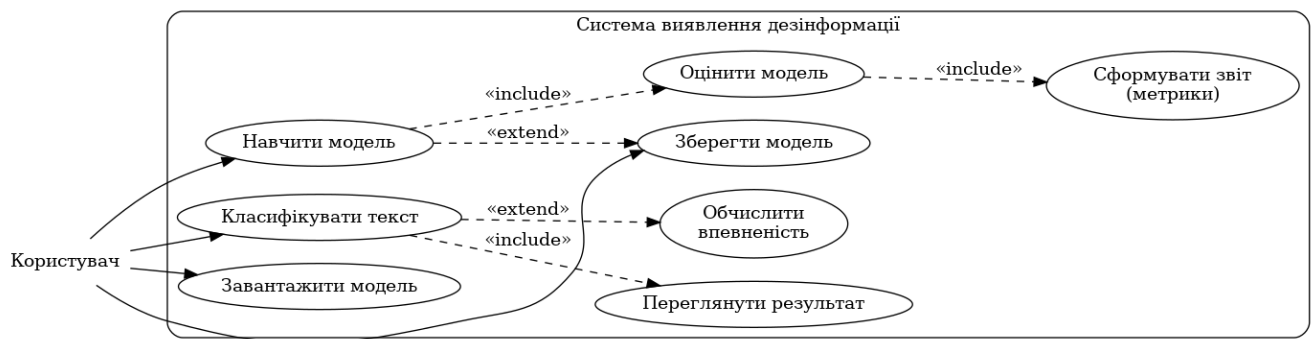 Система виявлення дезінформації
Оцінити модель
«include»
Сформувати звіт
(метрики)
«include»
Навчити модель
«extend»
Зберегти модель
Класифікувати текст
«extend»
Обчислити
впевненість
«include»
Користувач
Завантажити модель
Переглянути результат